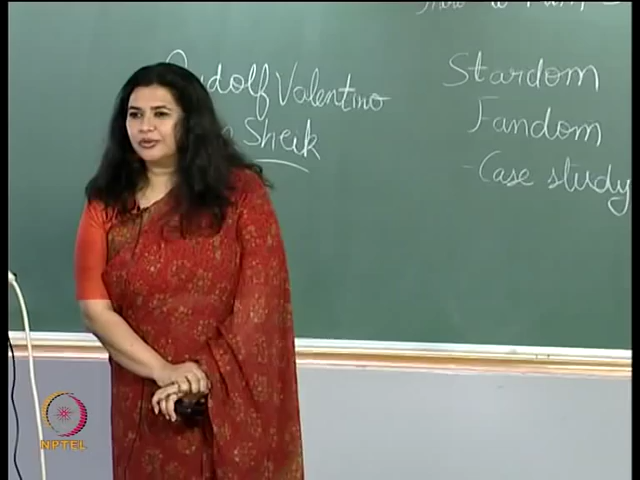 Rudolf Valentino
Sheik
Stardom
Fandom
- Case study
NPTEL